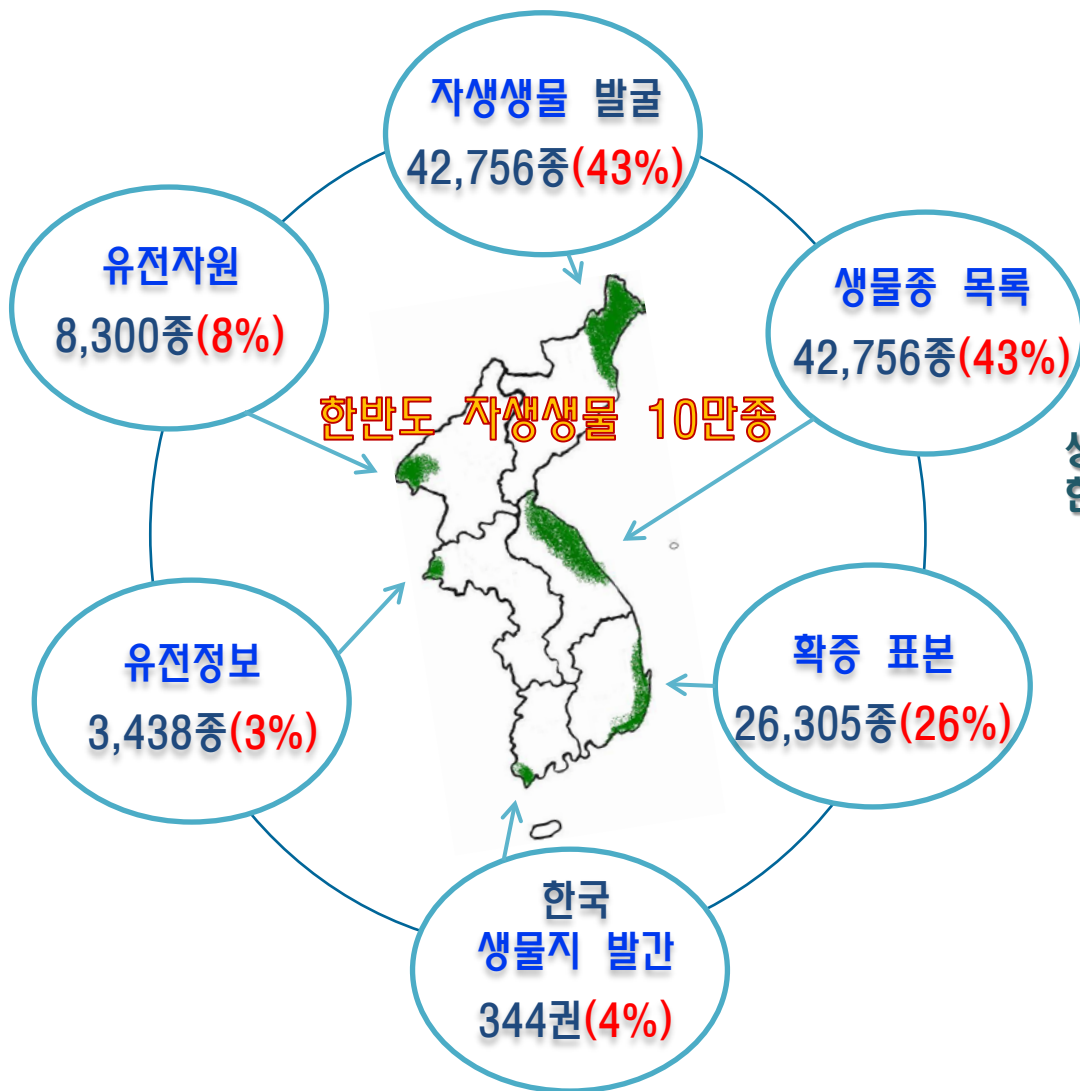 자생생물 발굴
42,756종(43%)
유전자원
8,300종(8%)
생물종 목록
42,756종(43%)
한반도 자생생물 10만종
유전정보
3,438종(3%)
확증 표본
26,305종(26%)
한국
생물지 발간
344권(4%)